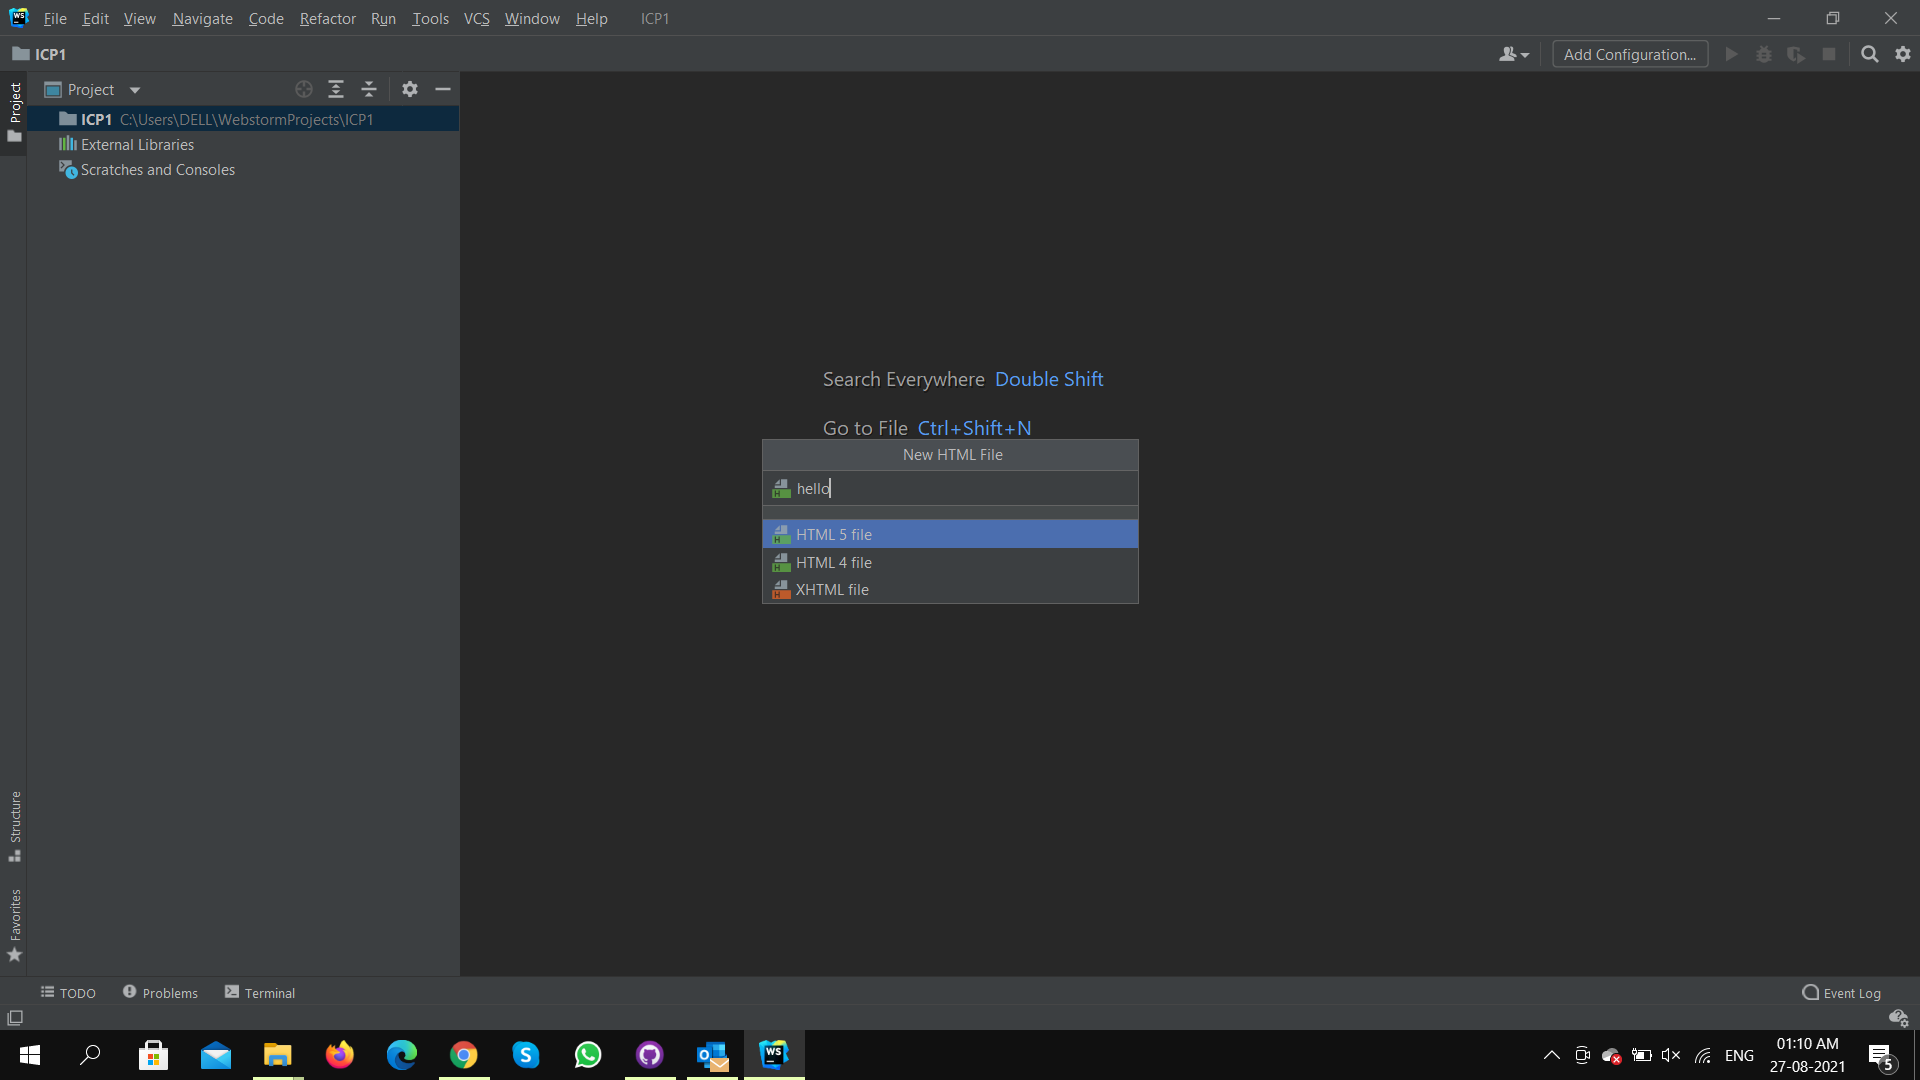 WS File Edit View Navigate Code Refactor Run Tools VCS Window Help ICP1
ICP1 Add Configuration...
Project Project
ICP1 C:\Users\DELL\WebstormProjects\ICP1
External Libraries
Scratches and Consoles
Search Everywhere Double Shift
Go to File Ctrl+Shift+N
New HTML File
H hello
H HTML 5 file
H HTML 4 file
H XHTML file
Structure
Favorites
TODO Problems Terminal Event Log
WS ENG 01:10 AM
27-08-2021 5